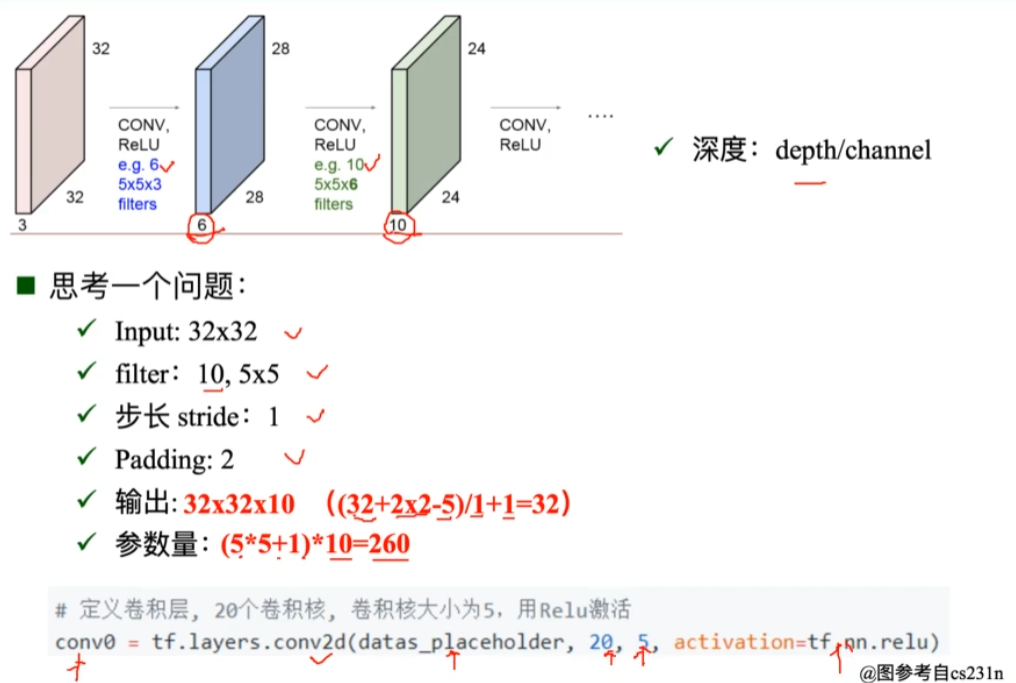 32
28
24
CONV,
ReLU
e.g. 6
5x5x3
filters
CONV,
ReLU
e.g. 10
5x5x6
filters
CONV,
ReLU
....
32
28
24
3
6
10
深度：depth/channel
思考一个问题：
Input: 32x32
filter：10, 5x5
步长 stride：1
Padding: 2
输出: 32x32x10 （(32+2x2-5)/1+1=32）
参数量：(5*5+1)*10=260
# 定义卷积层, 20个卷积核, 卷积核大小为5，用Relu激活
conv0 = tf.layers.conv2d(datas_placeholder, 20, 5, activation=tf.nn.relu)
@图参考自cs231n